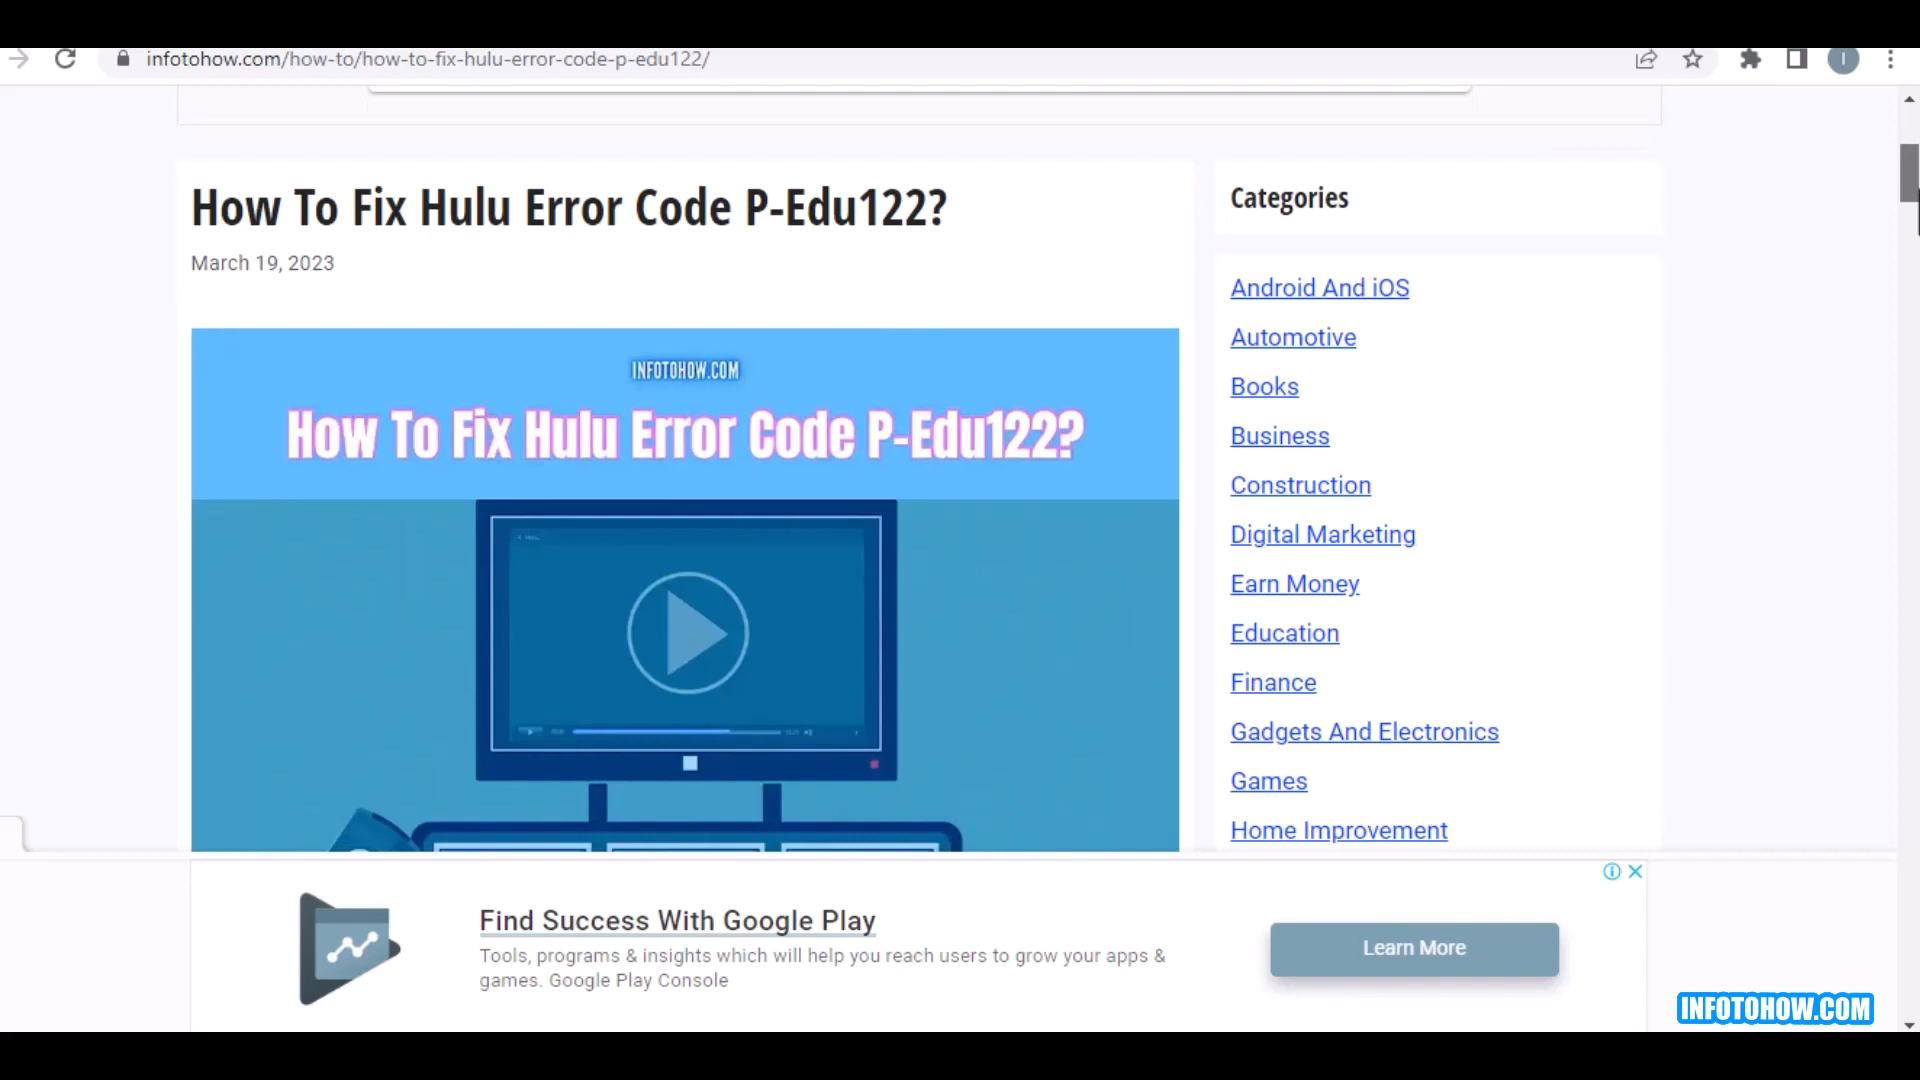 infotohow.com/how-to/how-to-fix-hulu-error-code-p-edu122/
I
How To Fix Hulu Error Code P-Edu122?
March 19, 2023
INFOTOHOW.COM
How To Fix Hulu Error Code P-Edu122?
Categories
Android And iOS
Automotive
Books
Business
Construction
Digital Marketing
Earn Money
Education
Finance
Gadgets And Electronics
Games
Home Improvement
Find Success With Google Play
Tools, programs & insights which will help you reach users to grow your apps &
games. Google Play Console
Learn More
INFOTOHOW.COM